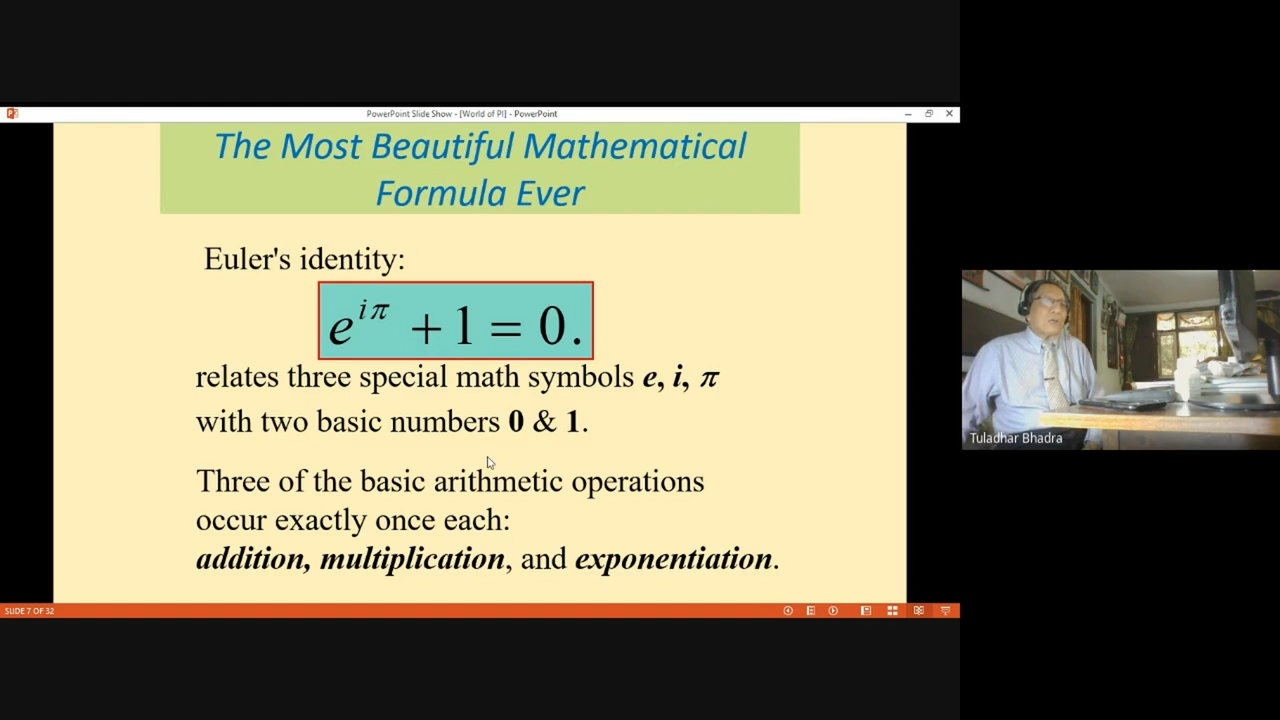 PowerPoint Slide Show - [World of PI] - PowerPoint
The Most Beautiful Mathematical
Formula Ever
Euler's identity:
e^{iπ} + 1 = 0.
relates three special math symbols e, i, π
with two basic numbers 0 & 1.
Three of the basic arithmetic operations
occur exactly once each:
addition, multiplication, and exponentiation.
SLIDE 7 OF 32
Tuladhar Bhadra